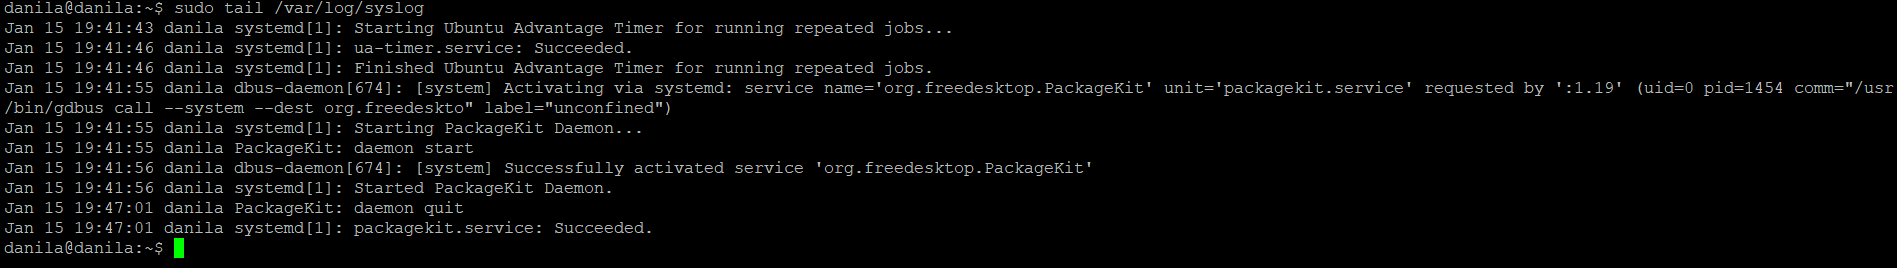 danila@danila:~$ sudo tail /var/log/syslog
Jan 15 19:41:43 danila systemd[1]: Starting Ubuntu Advantage Timer for running repeated jobs...
Jan 15 19:41:46 danila systemd[1]: ua-timer.service: Succeeded.
Jan 15 19:41:46 danila systemd[1]: Finished Ubuntu Advantage Timer for running repeated jobs.
Jan 15 19:41:55 danila dbus-daemon[674]: [system] Activating via systemd: service name='org.freedesktop.PackageKit' unit='packagekit.service' requested by ':1.19' (uid=0 pid=1454 comm="/usr
/bin/gdbus call --system --dest org.freedeskto" label="unconfined")
Jan 15 19:41:55 danila systemd[1]: Starting PackageKit Daemon...
Jan 15 19:41:55 danila PackageKit: daemon start
Jan 15 19:41:56 danila dbus-daemon[674]: [system] Successfully activated service 'org.freedesktop.PackageKit'
Jan 15 19:41:56 danila systemd[1]: Started PackageKit Daemon.
Jan 15 19:47:01 danila PackageKit: daemon quit
Jan 15 19:47:01 danila systemd[1]: packagekit.service: Succeeded.
danila@danila:~$